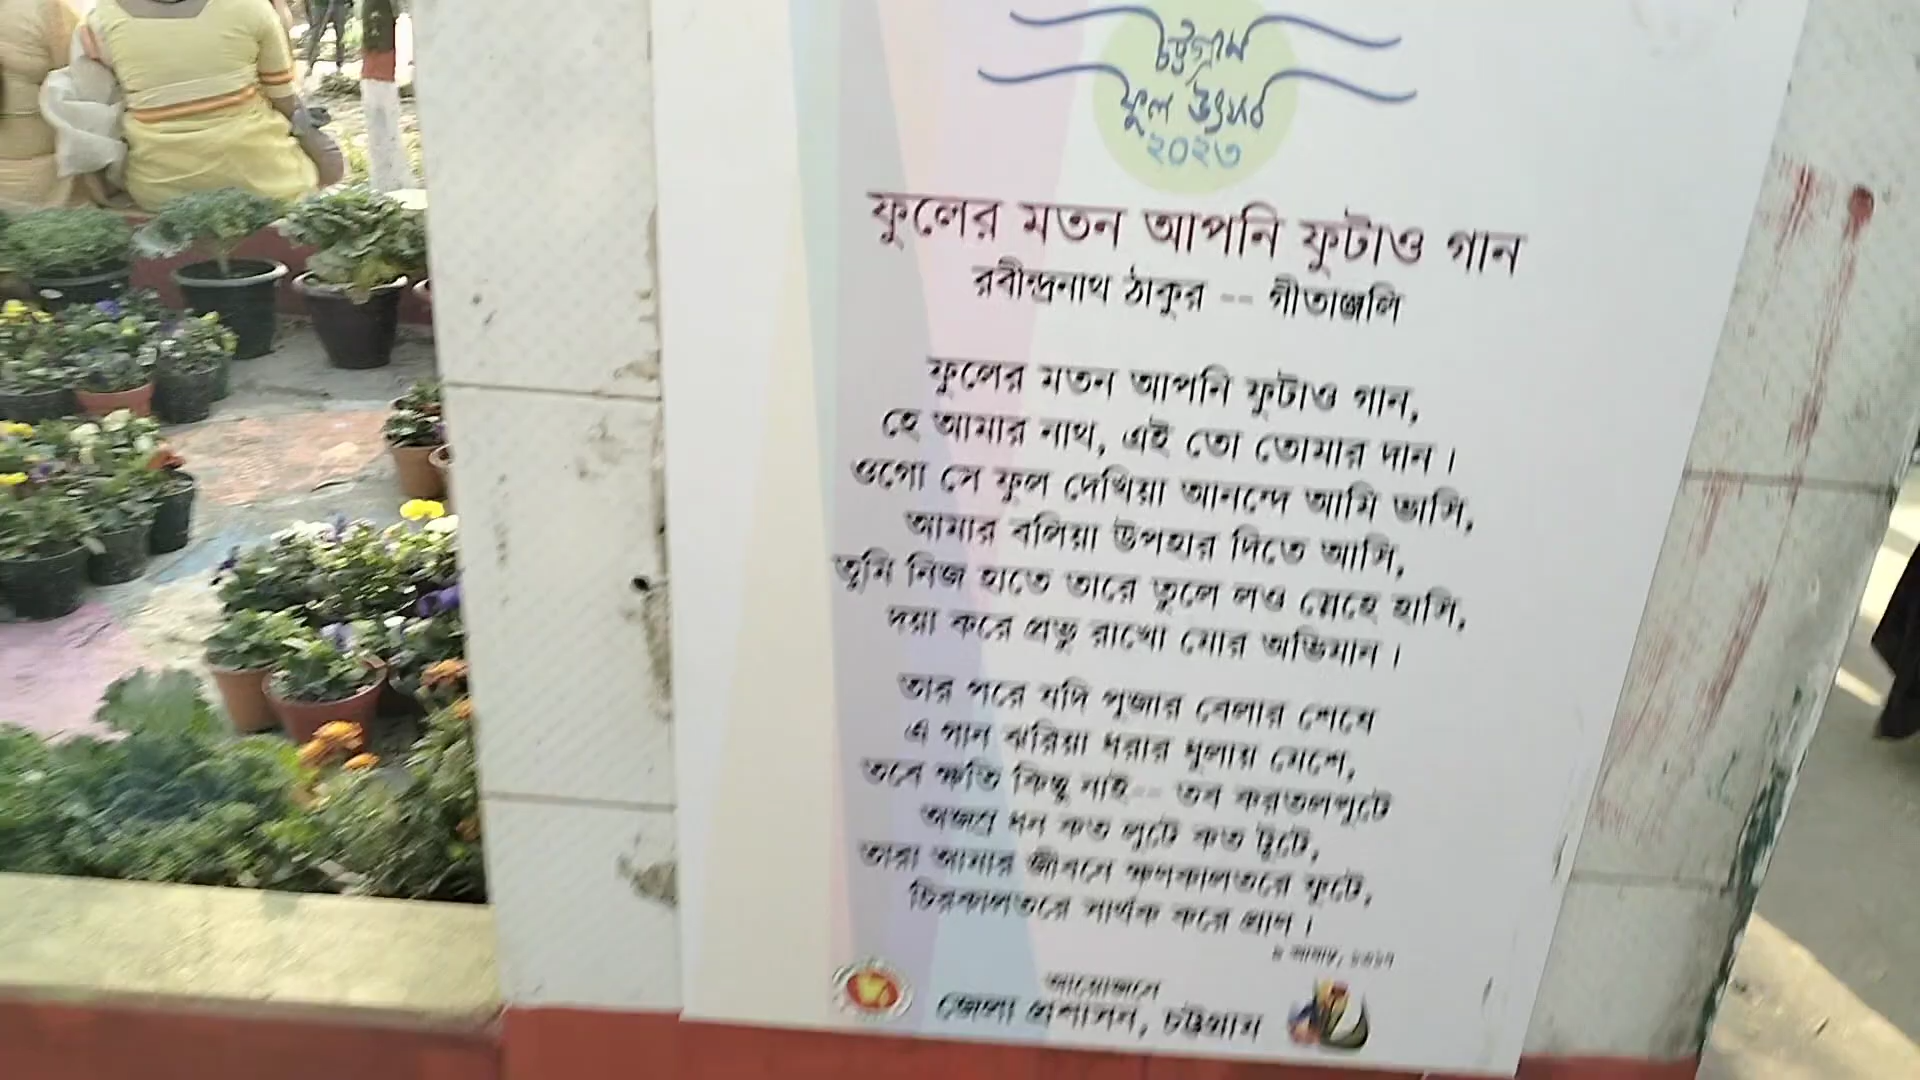 চট্টগ্রাম
ফুল উৎসব
২০২৩
ফুলের মতন আপনি ফুটাও গান
রবীন্দ্রনাথ ঠাকুর -- গীতাঞ্জলি
ফুলের মতন আপনি ফুটাও গান,
হে আমার নাথ, এই তো তোমার দান।
ওগো সে ফুল দেখিয়া আনন্দে আমি ভাসি,
আমার বলিয়া উপহার দিতে আসি,
তুমি নিজ হাতে তারে তুলে লও স্নেহে হাসি,
দয়া করে প্রভু রাখো মোর অভিমান।
তার পরে যদি পূজার বেলার শেষে
এ গান ঝরিয়া ধরার ধূলায় মেশে,
তবে ক্ষতি কিছু নাই-- তব করতলপুটে
অজস্র ধন কত লুটে কত টুটে,
তারা আমার জীবনে ক্ষণকালতরে ফুটে,
চিরকালতরে সার্থক করে প্রাণ।
আয়োজনে
জেলা প্রশাসন, চট্টগ্রাম